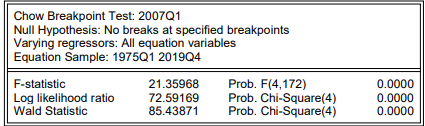 Chow Breakpoint Test: 2007Q1
Null Hypothesis: No breaks at specified breakpoints
Varying regressors: All equation variables
Equation Sample: 1975Q1 2019Q4
F-statistic 21.35968 Prob. F(4,172) 0.0000
Log likelihood ratio 72.59169 Prob. Chi-Square(4) 0.0000
Wald Statistic 85.43871 Prob. Chi-Square(4) 0.0000